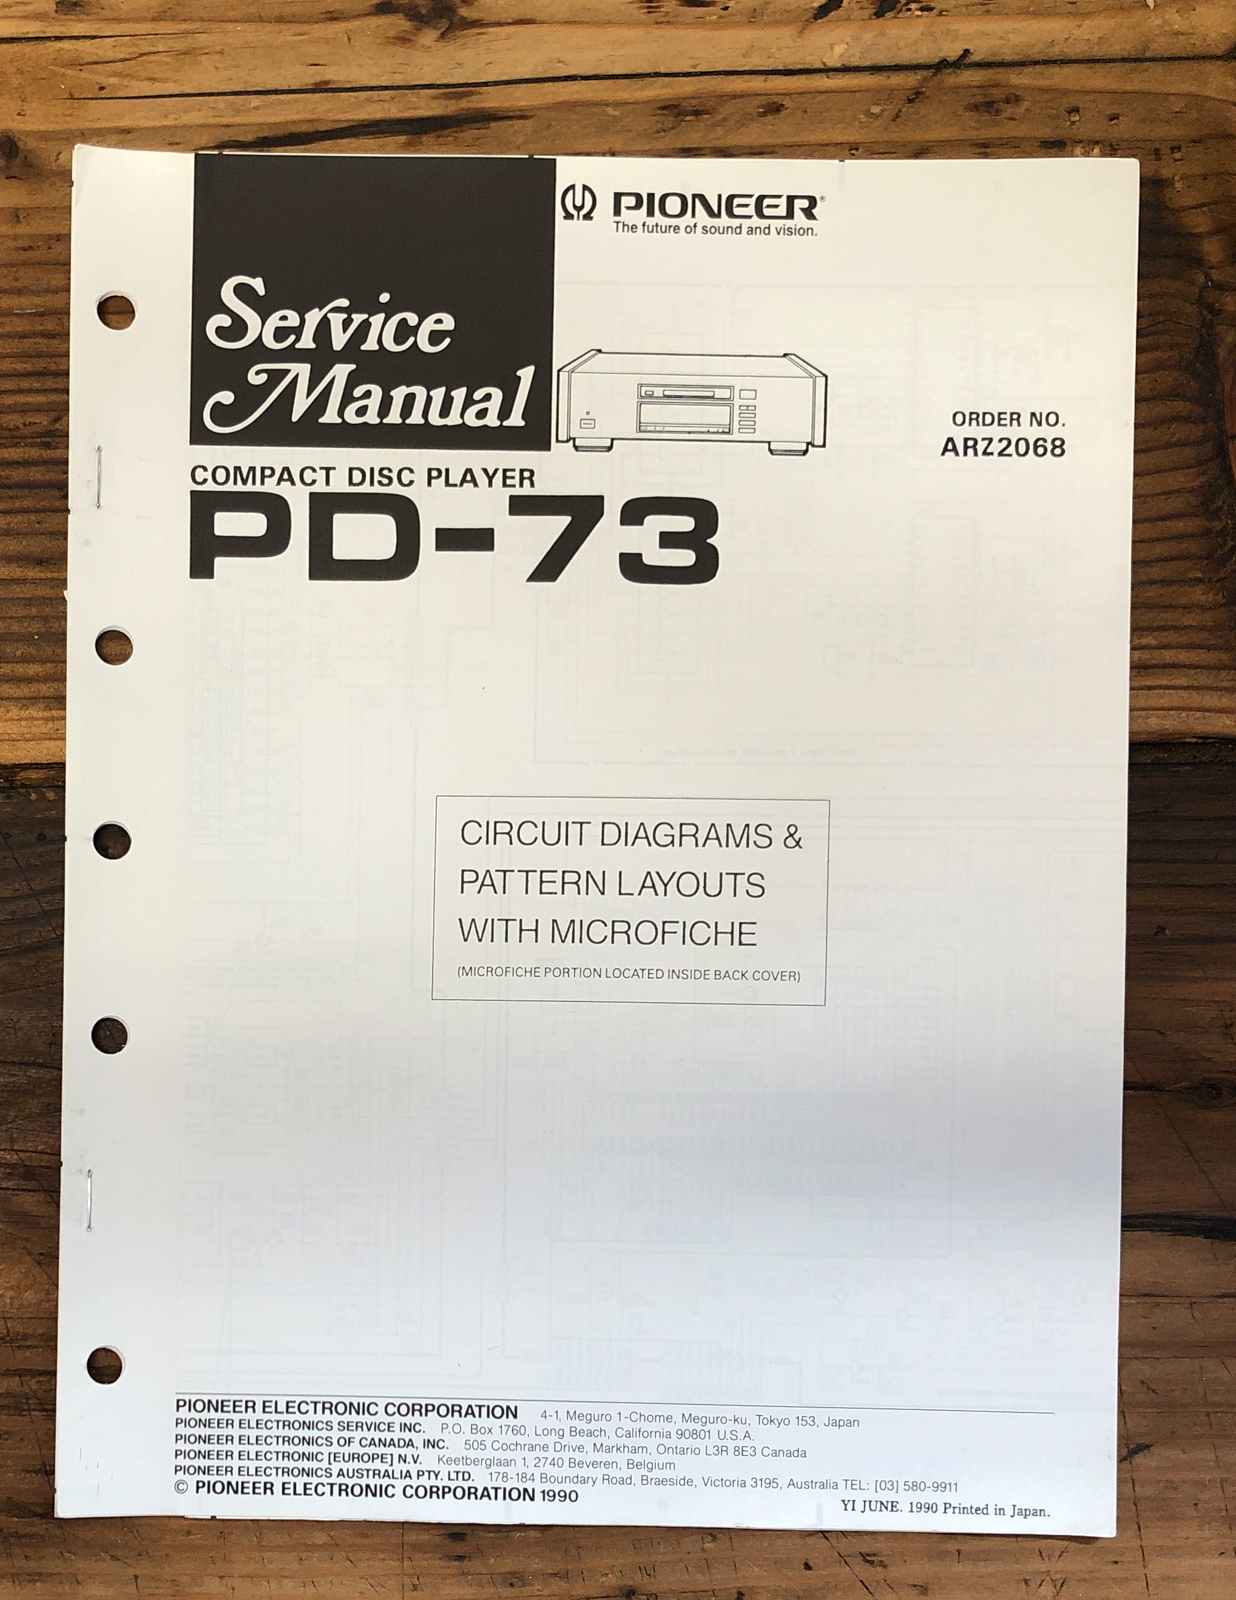 PIONEER®
The future of sound and vision.
Service
Manual
ORDER NO.
ARZ2068
COMPACT DISC PLAYER
PD-73
CIRCUIT DIAGRAMS &
PATTERN LAYOUTS
WITH MICROFICHE
(MICROFICHE PORTION LOCATED INSIDE BACK COVER)
PIONEER ELECTRONIC CORPORATION 4-1, Meguro 1-Chome, Meguro-ku, Tokyo 153, Japan
PIONEER ELECTRONICS SERVICE INC. P.O. Box 1760, Long Beach, California 90801 U.S.A.
PIONEER ELECTRONICS OF CANADA, INC. 505 Cochrane Drive, Markham, Ontario L3R 8E3 Canada
PIONEER ELECTRONIC [EUROPE] N.V. Keetberglaan 1, 2740 Beveren, Belgium
PIONEER ELECTRONICS AUSTRALIA PTY. LTD. 178-184 Boundary Road, Braeside, Victoria 3195, Australia TEL: [03] 580-9911
© PIONEER ELECTRONIC CORPORATION 1990
YI JUNE. 1990 Printed in Japan.